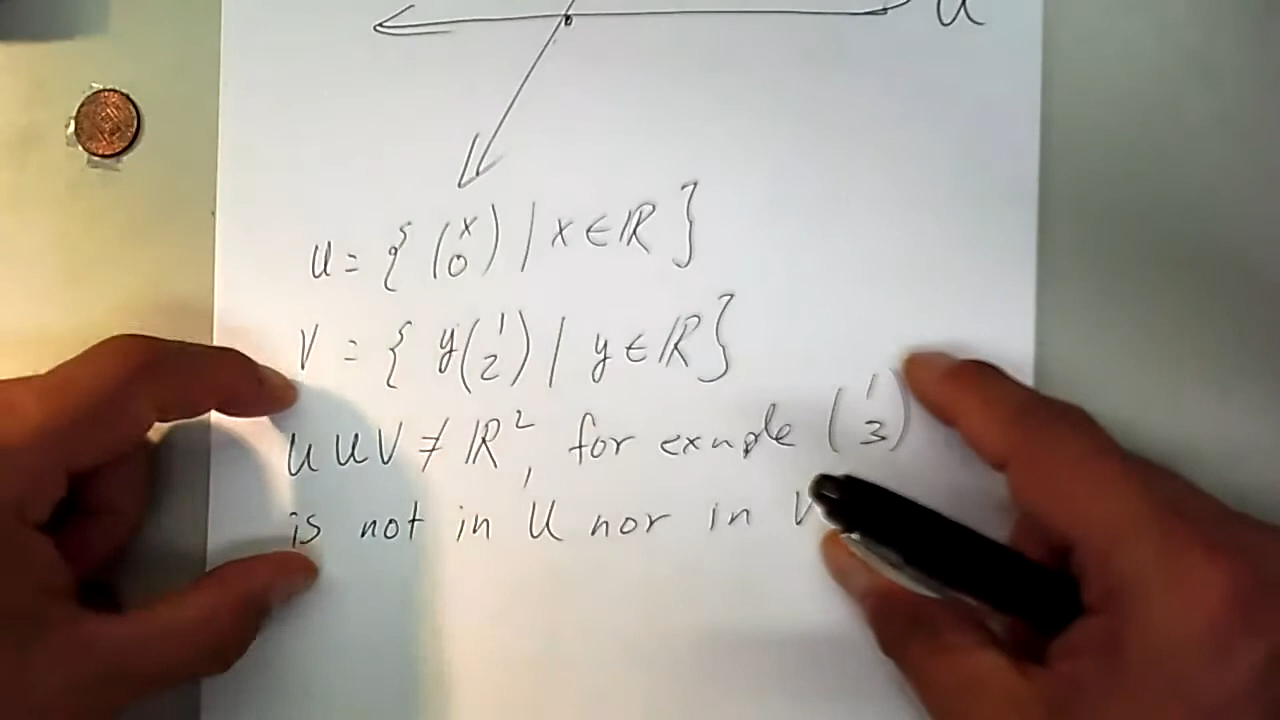 U
U = { (x 0) | x ∈ ℝ }
V = { y(1 2) | y ∈ ℝ }
U ∪ V ≠ ℝ², for exmple (1 3)
is not in U nor in V